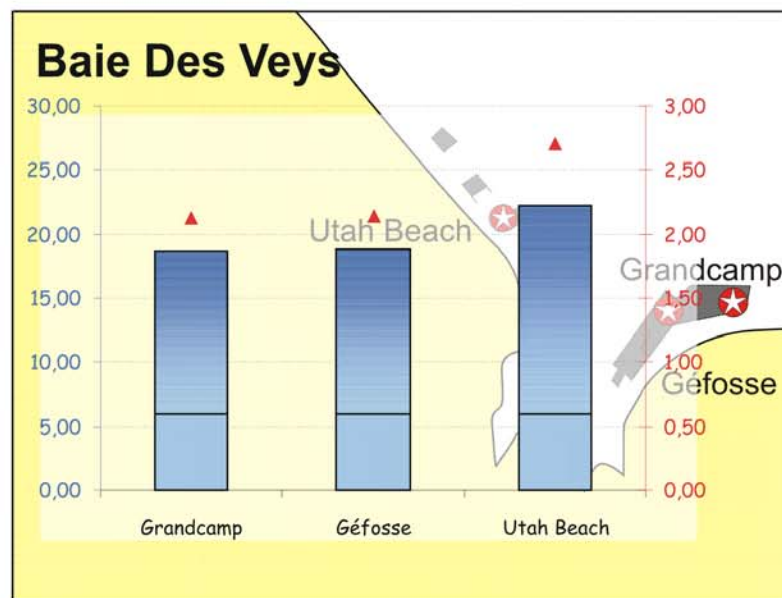 Baie Des Veys
30,00 3,00
25,00 2,50
Utah Beach
20,00 2,00
Grandcamp
15,00 1,50
10,00 1,00
Géfosse
5,00 0,50
0,00 0,00
Grandcamp Géfosse Utah Beach